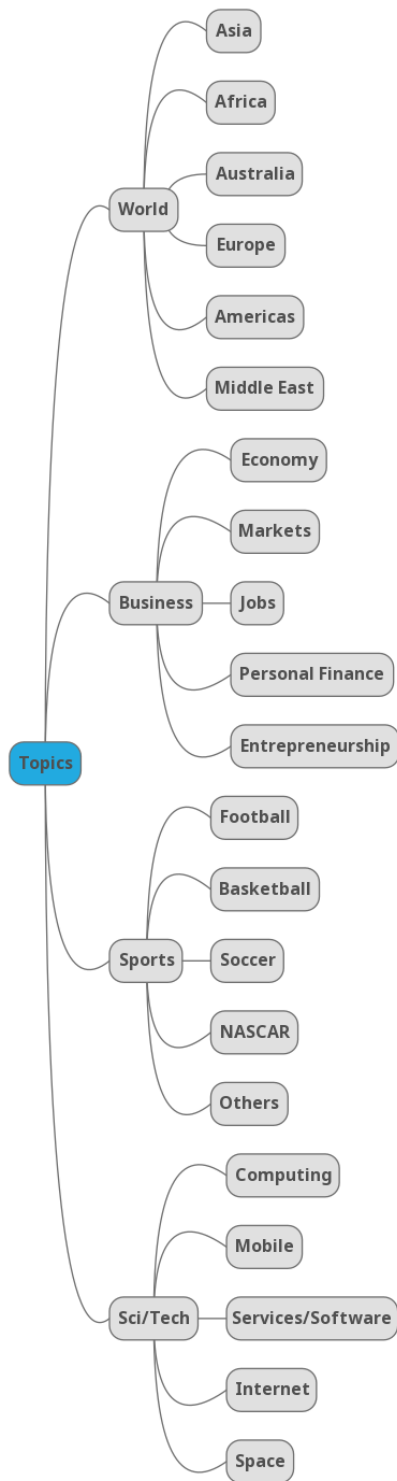 Topics
World
Asia
Africa
Australia
Europe
Americas
Middle East
Business
Economy
Markets
Jobs
Personal Finance
Entrepreneurship
Sports
Football
Basketball
Soccer
NASCAR
Others
Sci/Tech
Computing
Mobile
Services/Software
Internet
Space